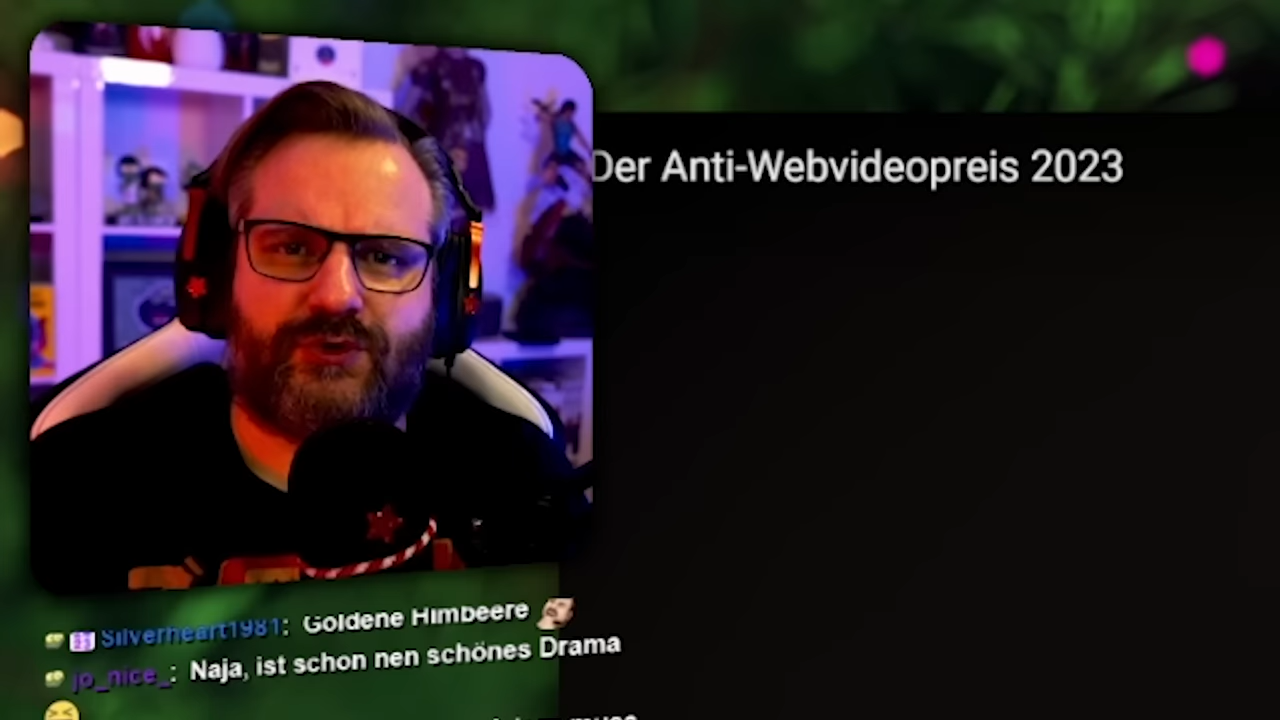 Der Anti-Webvideopreis 2023
Silverheart1981: Goldene Himbeere
jo_nice_: Naja, ist schon nen schönes Drama